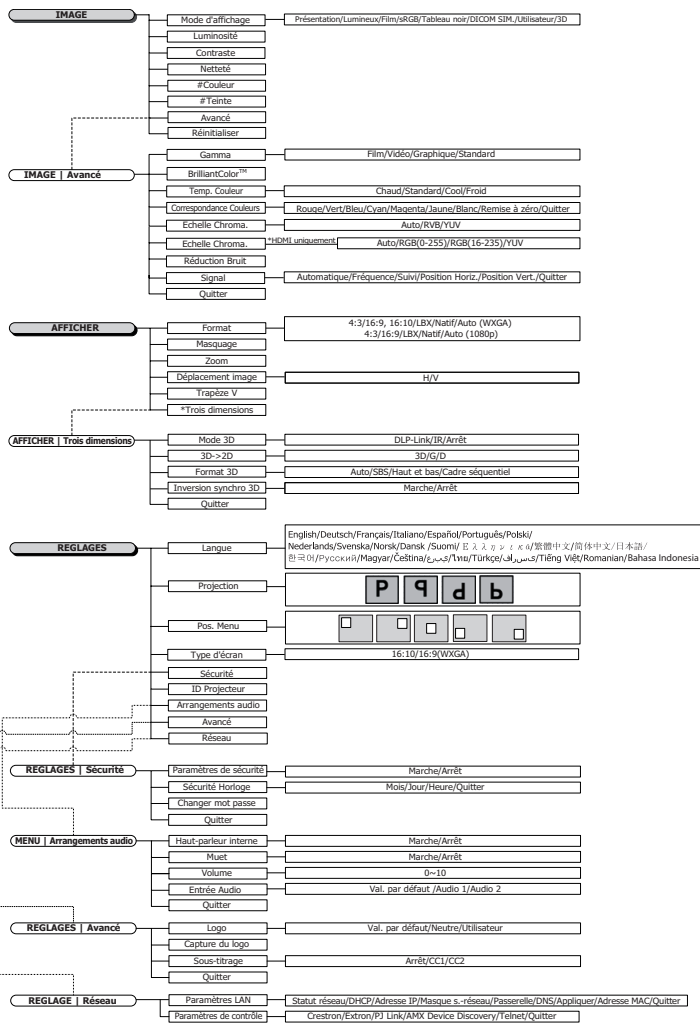 IMAGE
Mode d'affichage
Présentation/Lumineux/Film/sRGB/Tableau noir/DICOM SIM./Utilisateur/3D
Luminosité
Contraste
Netteté
#Couleur
#Teinte
Avancé
Réinitialiser
IMAGE | Avancé
Gamma
Film/Vidéo/Graphique/Standard
BrilliantColor™
Temp. Couleur
Chaud/Standard/Cool/Froid
Correspondance Couleurs
Rouge/Vert/Bleu/Cyan/Magenta/Jaune/Blanc/Remise à zéro/Quitter
Echelle Chroma.
Auto/RVB/YUV
Echelle Chroma.
*HDMI uniquement
Auto/RGB(0-255)/RGB(16-235)/YUV
Réduction Bruit
Signal
Automatique/Fréquence/Suivi/Position Horiz./Position Vert./Quitter
Quitter
AFFICHER
Format
4:3/16:9, 16:10/LBX/Natif/Auto (WXGA)
4:3/16:9/LBX/Natif/Auto (1080p)
Masquage
Zoom
Déplacement image
H/V
Trapèze V
*Trois dimensions
AFFICHER | Trois dimensions
Mode 3D
DLP-Link/IR/Arrêt
3D->2D
3D/G/D
Format 3D
Auto/SBS/Haut et bas/Cadre séquentiel
Inversion synchro 3D
Marche/Arrêt
Quitter
REGLAGES
Langue
English/Deutsch/Français/Italiano/Español/Português/Polski/
Nederlands/Svenska/Norsk/Dansk /Suomi/ Ελληνικά/繁體中文/简体中文/日本語/
한국어/Русский/Magyar/Čeština/عربي/ไทย/Türkçe/فارسی/Tiếng Việt/Romanian/Bahasa Indonesia
Projection
P
Pos. Menu
Type d'écran
16:10/16:9(WXGA)
Sécurité
ID Projecteur
Arrangements audio
Avancé
Réseau
REGLAGES | Sécurité
Paramètres de sécurité
Marche/Arrêt
Sécurité Horloge
Mois/Jour/Heure/Quitter
Changer mot passe
Quitter
MENU | Arrangements audio
Haut-parleur interne
Marche/Arrêt
Muet
Marche/Arrêt
Volume
0~10
Entrée Audio
Val. par défaut /Audio 1/Audio 2
Quitter
REGLAGES | Avancé
Logo
Val. par défaut/Neutre/Utilisateur
Capture du logo
Sous-titrage
Arrêt/CC1/CC2
Quitter
REGLAGE | Réseau
Paramètres LAN
Statut réseau/DHCP/Adresse IP/Masque s.-réseau/Passerelle/DNS/Appliquer/Adresse MAC/Quitter
Paramètres de contrôle
Crestron/Extron/PJ Link/AMX Device Discovery/Telnet/Quitter